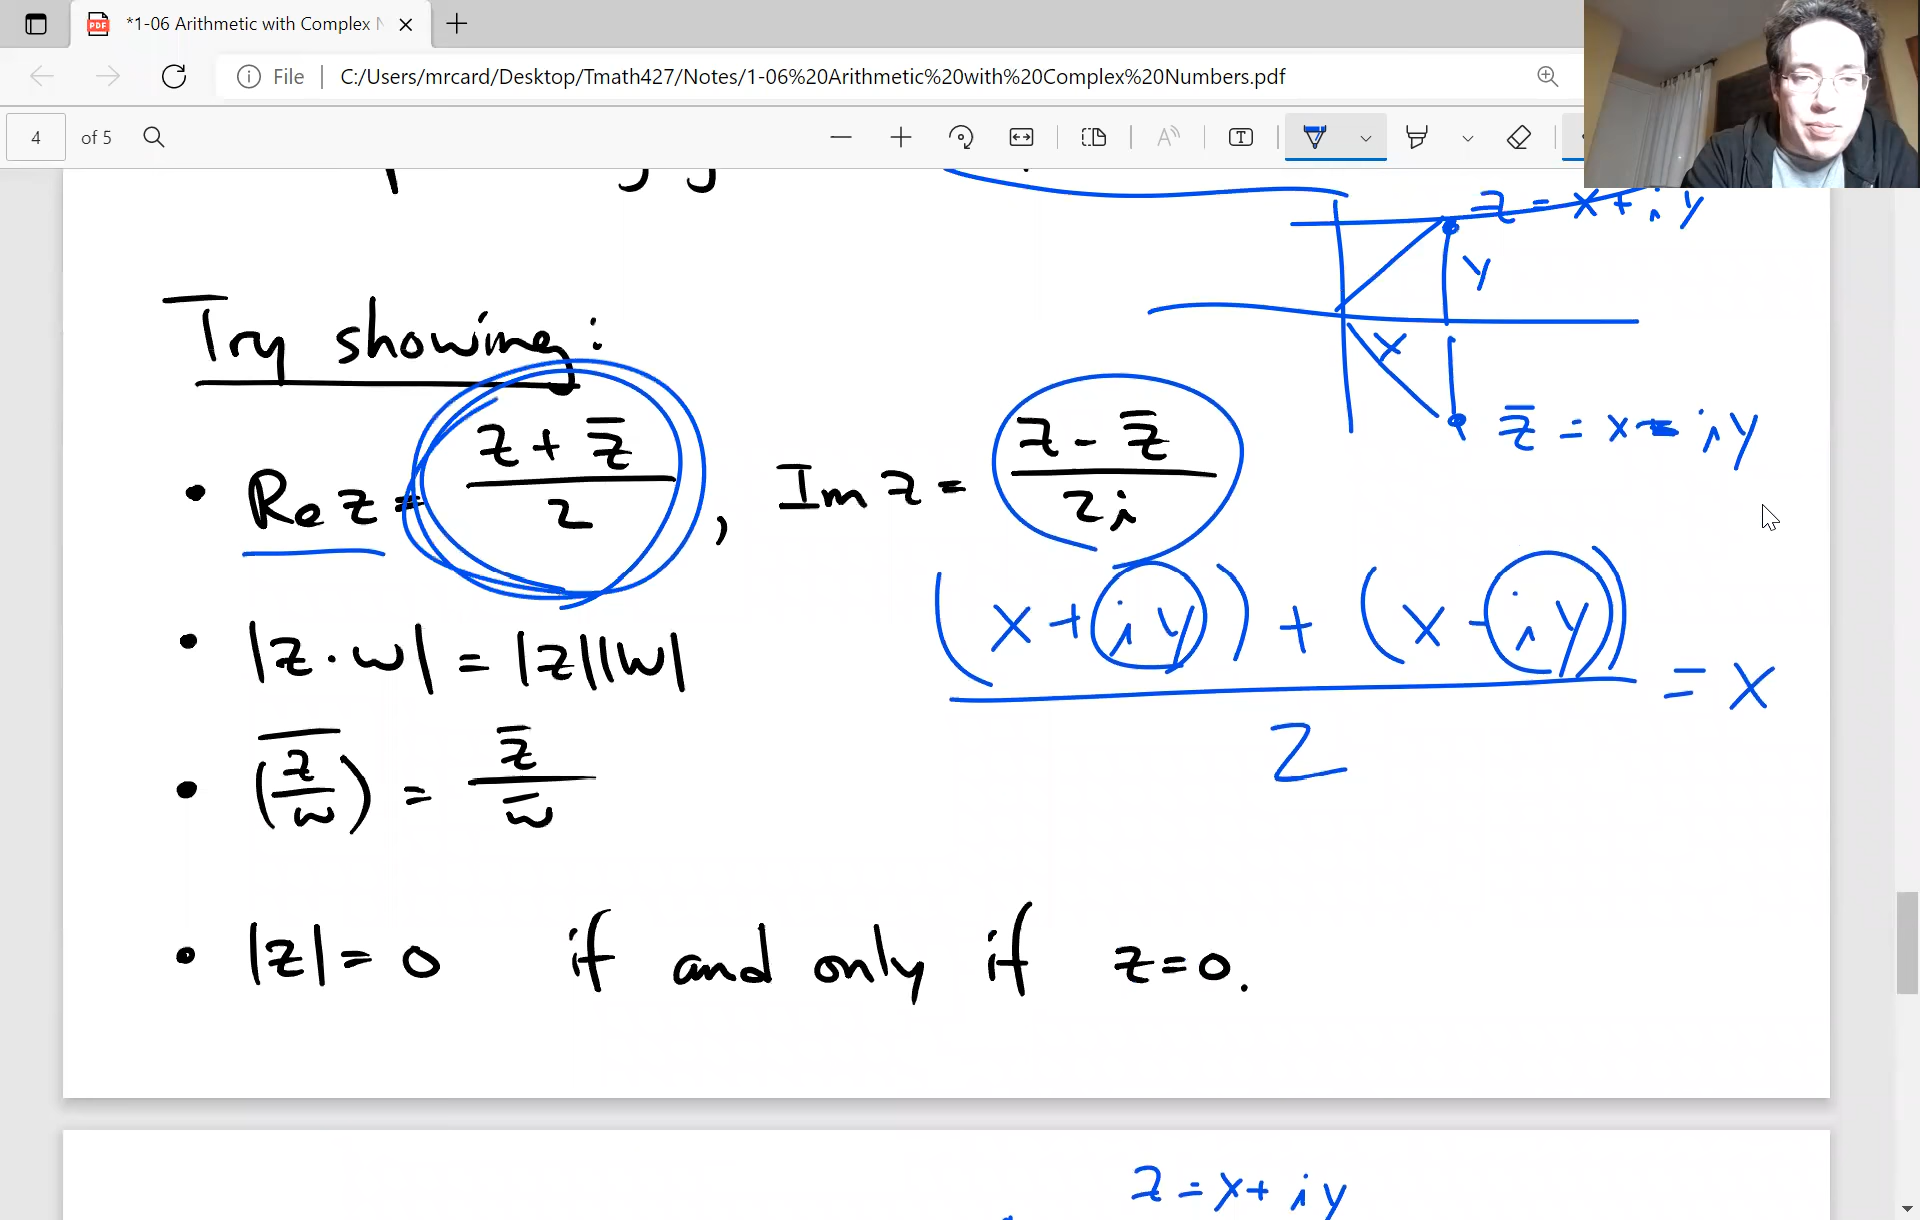 *1-06 Arithmetic with Complex N
File | C:/Users/mrcard/Desktop/Tmath427/Notes/1-06%20Arithmetic%20with%20Complex%20Numbers.pdf
4 of 5
z = x + iy
y
x
z̄ = x - iy
Try showing:
• Re z = (z + z̄)/2 , Im z = (z - z̄)/2i
((x + iy) + (x - iy))/2 = x
• |z·w| = |z||w|
• \overline{(z/w)} = z̄/w̄
• |z| = 0 if and only if z = 0.
z = x + iy